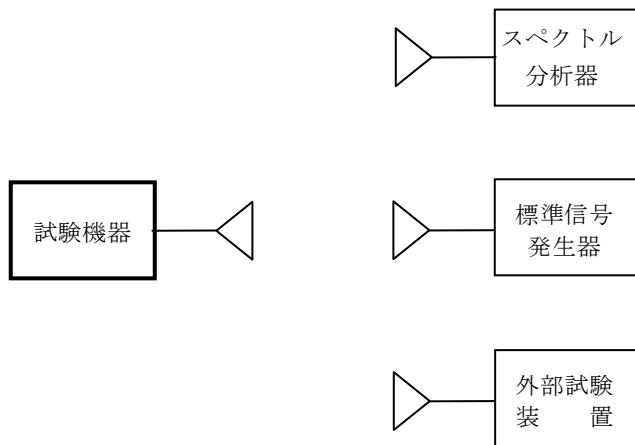 スペクトル
分析器
試験機器
標準信号
発生器
外部試験
装　　置